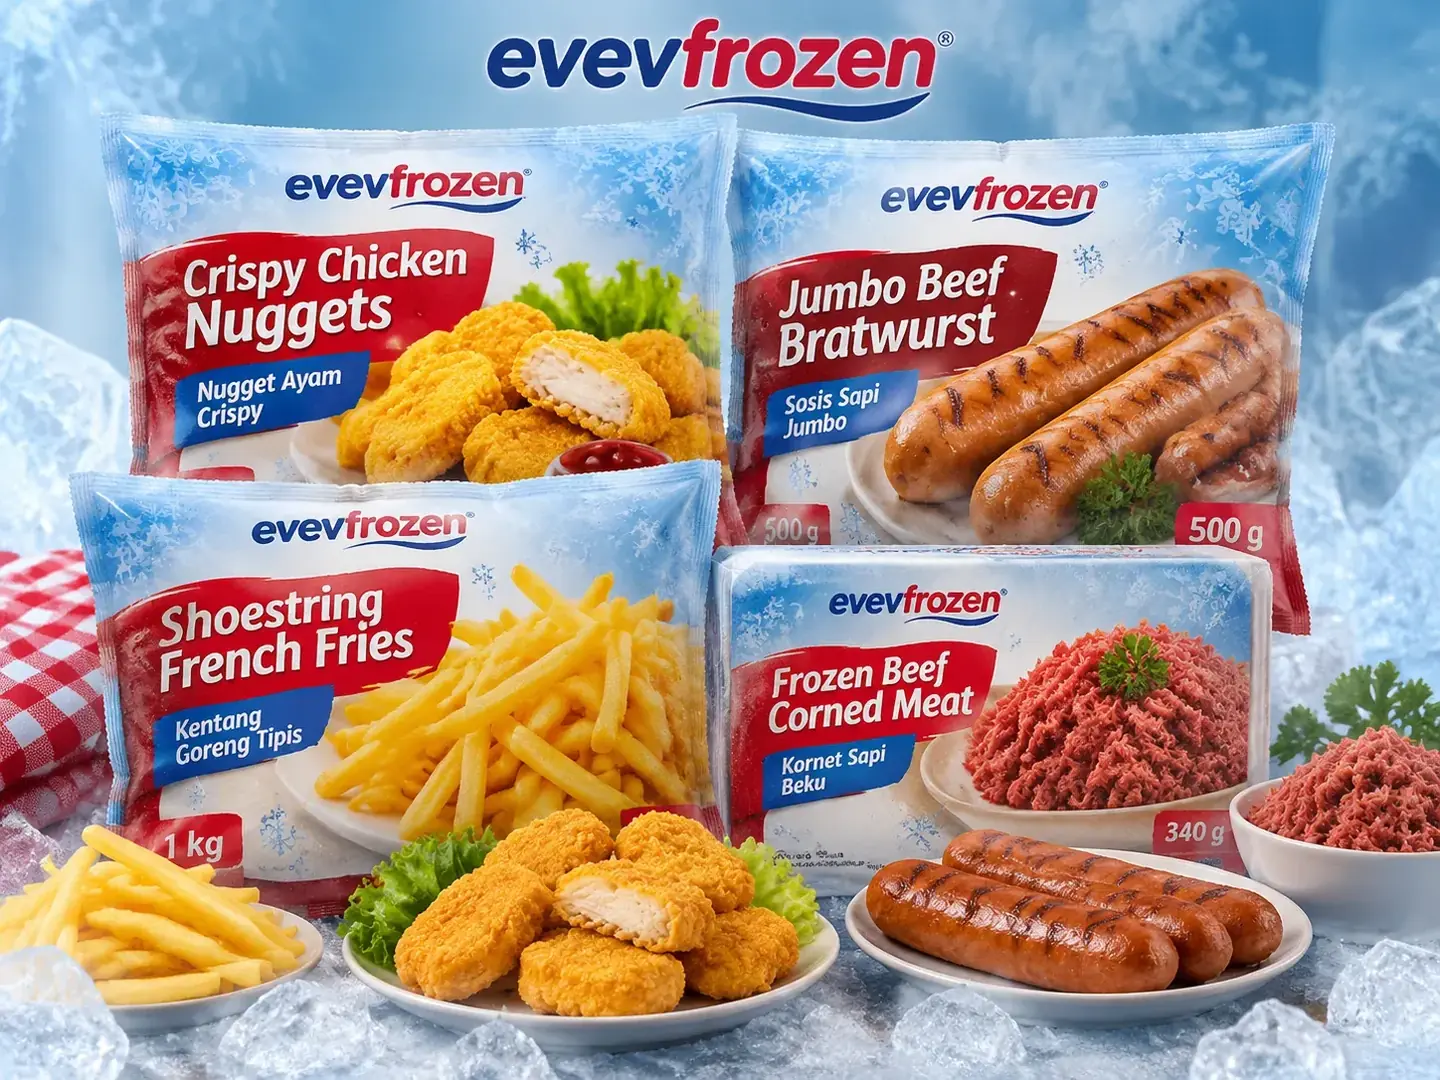 evevfrozen®
evevfrozen®
Crispy Chicken
Nuggets
Nugget Ayam
Crispy
evevfrozen®
Jumbo Beef
Bratwurst
Sosis Sapi
Jumbo
500 g
500 g
evevfrozen®
Shoestring
French Fries
Kentang
Goreng Tipis
1 kg
evevfrozen®
Frozen Beef
Corned Meat
Kornet Sapi
Beku
340 g